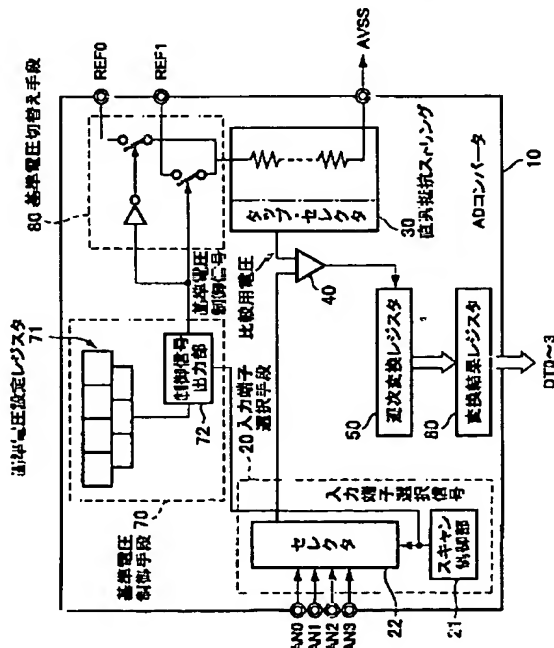 REF0
REF1
AVSS
80 基準電圧切替え手段
基準電圧設定レジスタ
71
制御信号
出力部
72
基準電圧
制御信号
70
基準電圧
制御手段
タップ・セレクタ
30
直列抵抗ストリング
ADコンバータ
10
比較用電圧
40
20 入力端子
選択手段
入力端子
選択信号
逐次変換レジスタ
50
変換結果レジスタ
DT0~3
セレクタ
22
スキャン
制御部
21
AN0
AN1
AN2
AN3